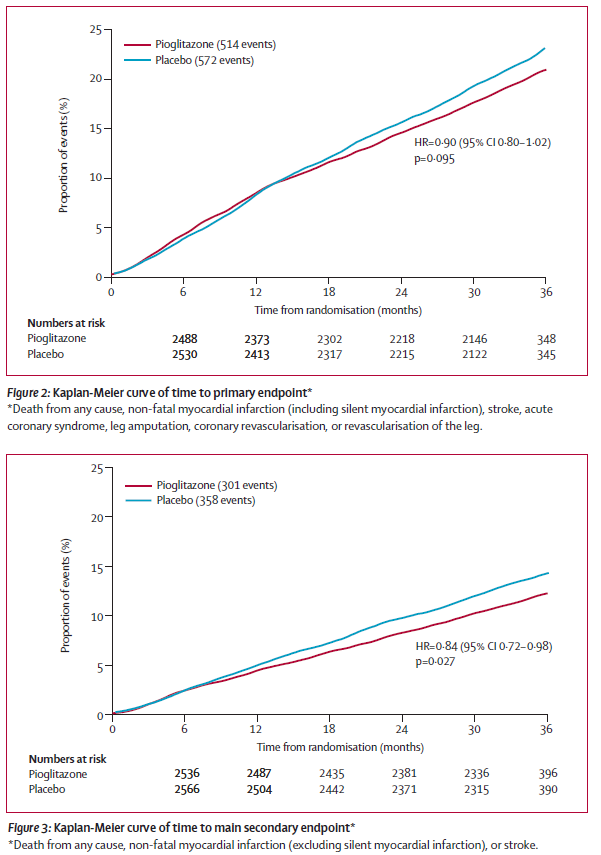 25
20
15
10
5
0
Proportion of events (%)
Pioglitazone (514 events)
Placebo (572 events)
HR=0·90 (95% CI 0·80–1·02)
p=0·095
0 6 12 18 24 30 36
Time from randomisation (months)
Numbers at risk
Pioglitazone 2488 2373 2302 2218 2146 348
Placebo 2530 2413 2317 2215 2122 345
Figure 2: Kaplan-Meier curve of time to primary endpoint*
*Death from any cause, non-fatal myocardial infarction (including silent myocardial infarction), stroke, acute
coronary syndrome, leg amputation, coronary revascularisation, or revascularisation of the leg.
25
20
15
10
5
0
Proportion of events (%)
Pioglitazone (301 events)
Placebo (358 events)
HR=0·84 (95% CI 0·72–0·98)
p=0·027
0 6 12 18 24 30 36
Time from randomisation (months)
Numbers at risk
Pioglitazone 2536 2487 2435 2381 2336 396
Placebo 2566 2504 2442 2371 2315 390
Figure 3: Kaplan-Meier curve of time to main secondary endpoint*
*Death from any cause, non-fatal myocardial infarction (excluding silent myocardial infarction), or stroke.